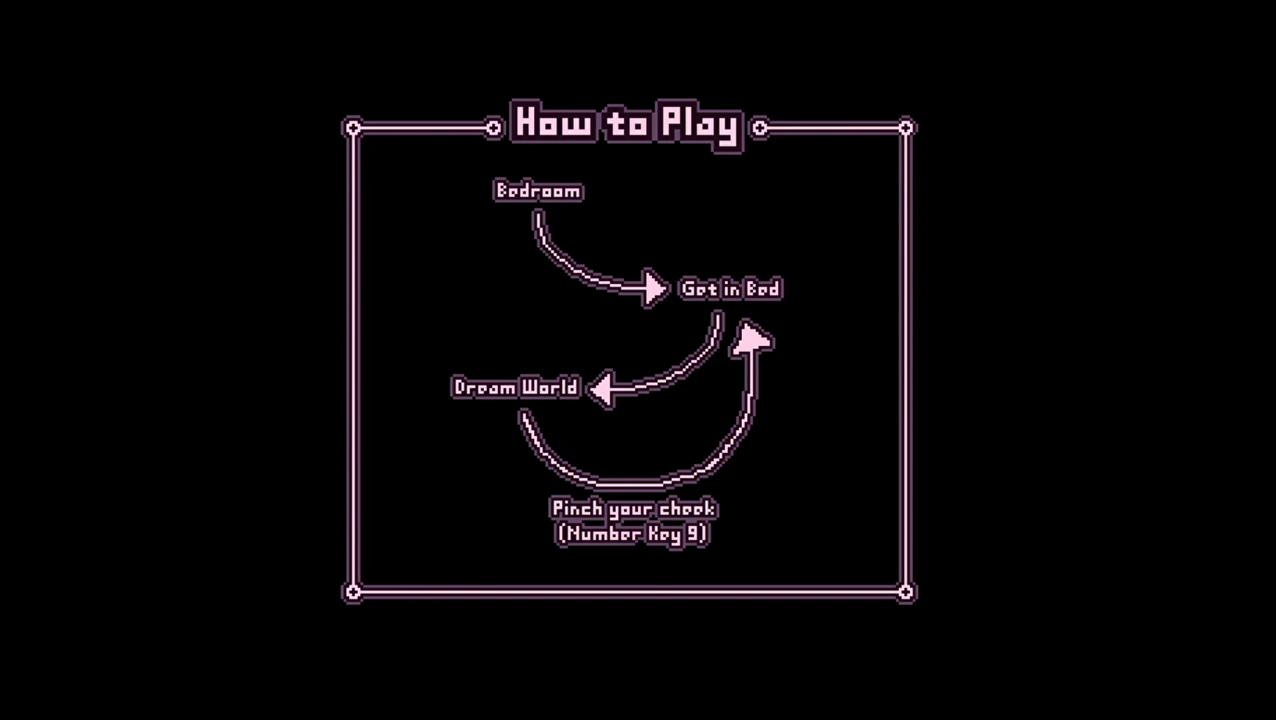 How to Play
Bedroom
Get in Bed
Dream World
Pinch your cheek
(Number Key 9)